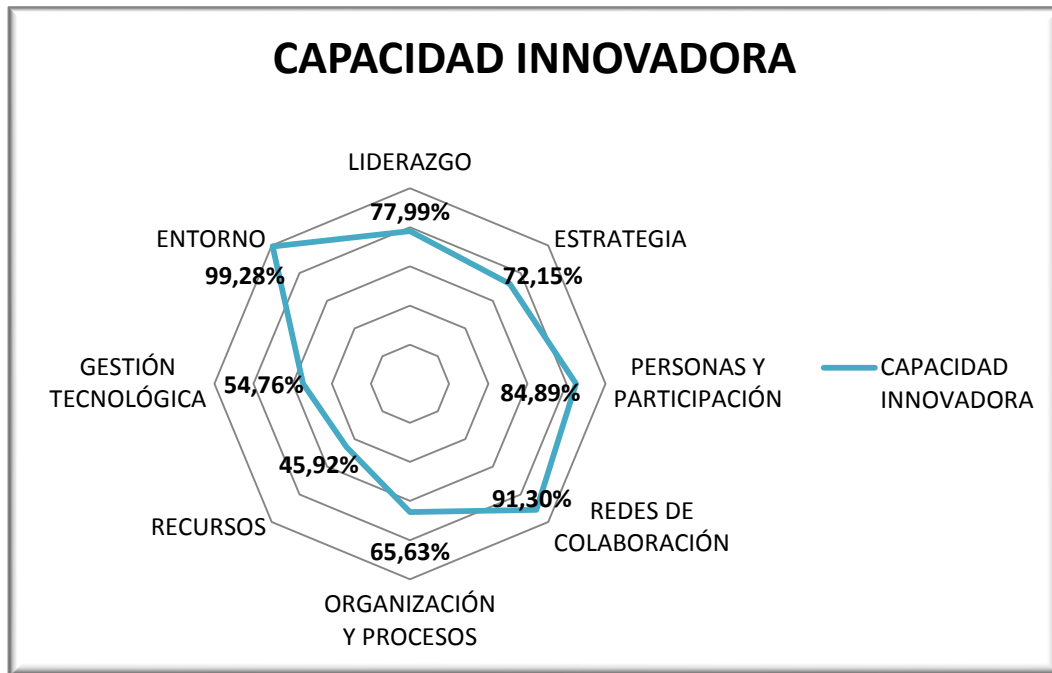 CAPACIDAD INNOVADORA
LIDERAZGO
77,99%
ESTRATEGIA
72,15%
PERSONAS Y
PARTICIPACIÓN
84,89%
REDES DE
COLABORACIÓN
91,30%
ORGANIZACIÓN
Y PROCESOS
65,63%
RECURSOS
45,92%
GESTIÓN
TECNOLÓGICA
54,76%
ENTORNO
99,28%
CAPACIDAD
INNOVADORA